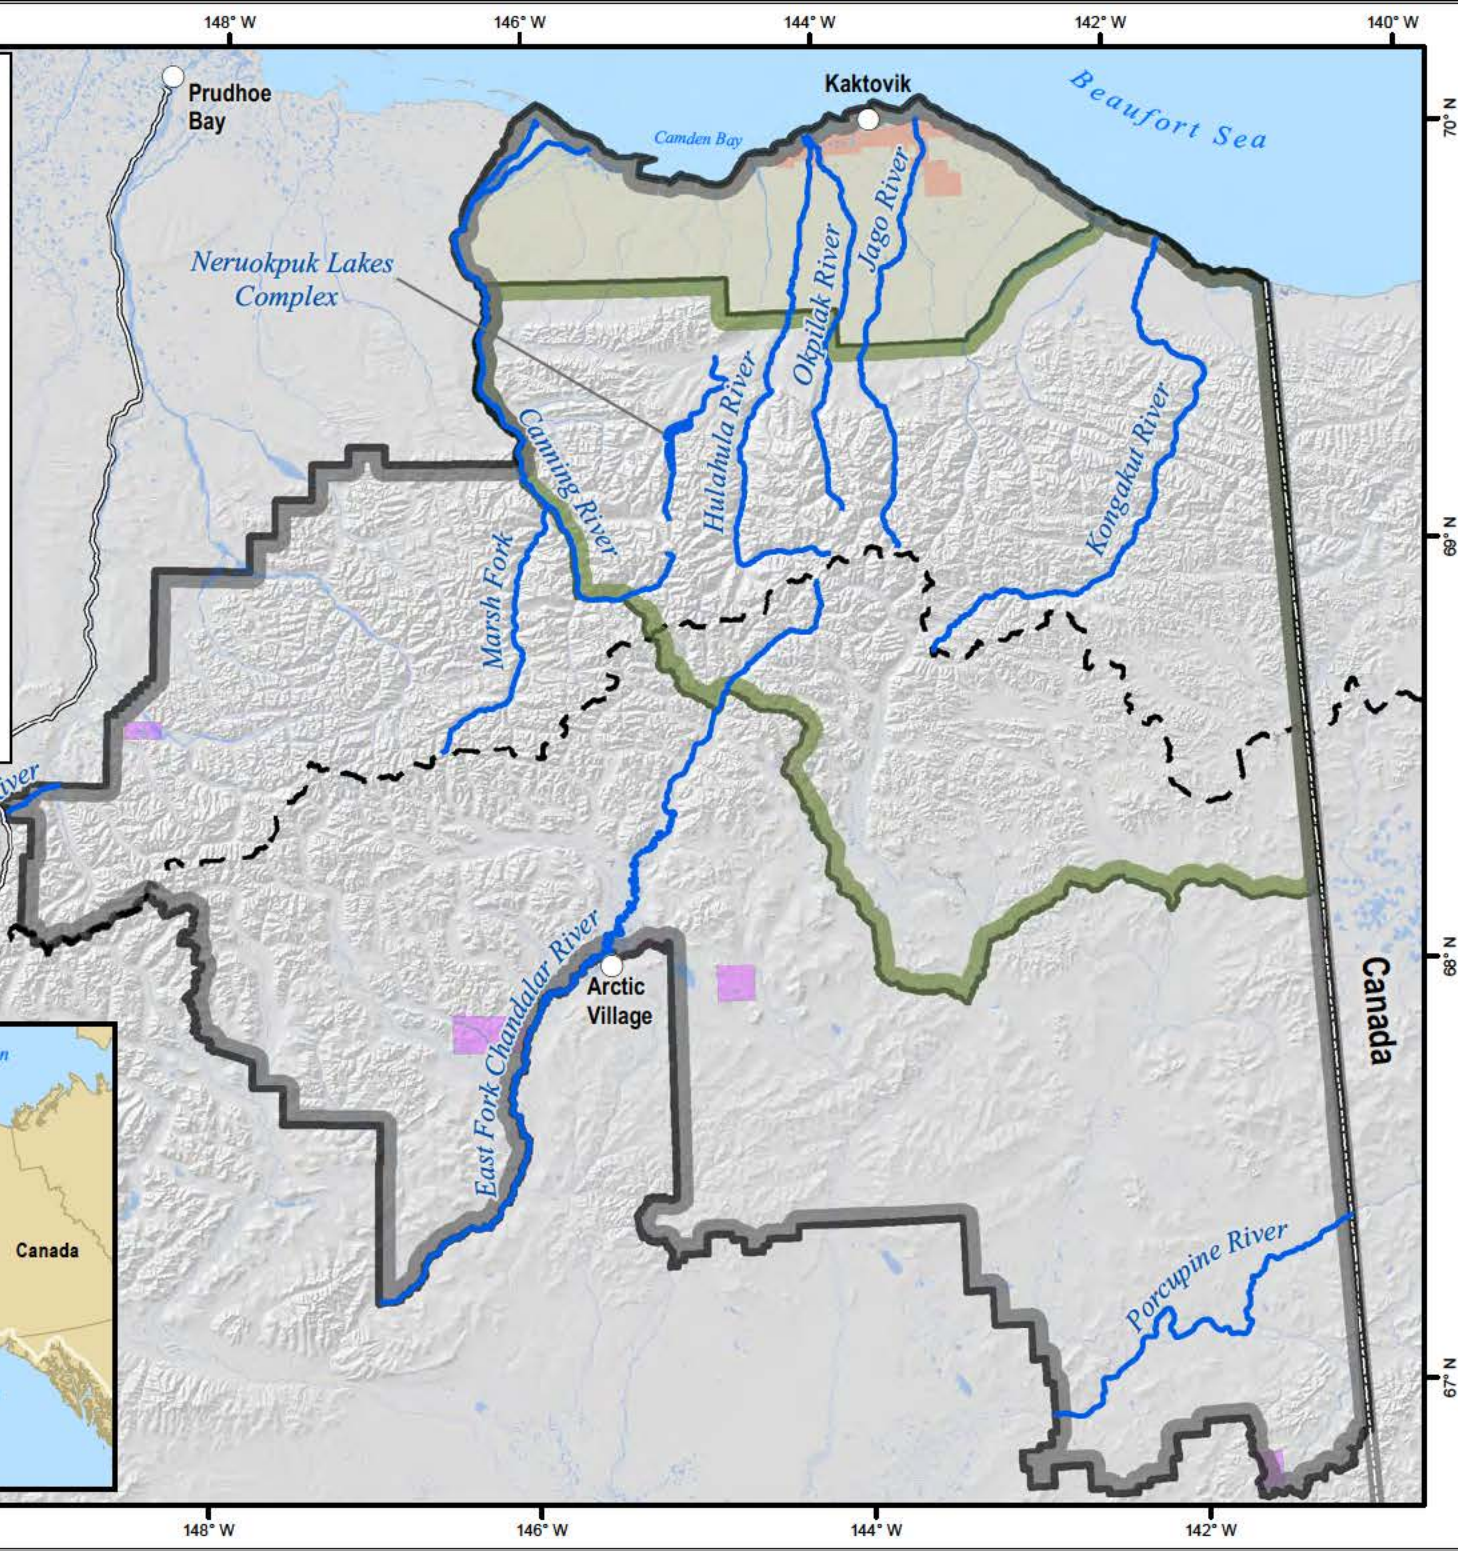 148° W
146° W
144° W
142° W
140° W
Prudhoe
Bay
Kaktovik
Beaufort Sea
Camden Bay
70° N
Neruokpuk Lakes
Complex
Jago River
Okpilak River
Hulahula River
Canning River
Kongakut River
Marsh Fork
69° N
iver
East Fork Chandalar River
Arctic
Village
68° N
Canada
n
Canada
Porcupine River
67° N
148° W
146° W
144° W
142° W